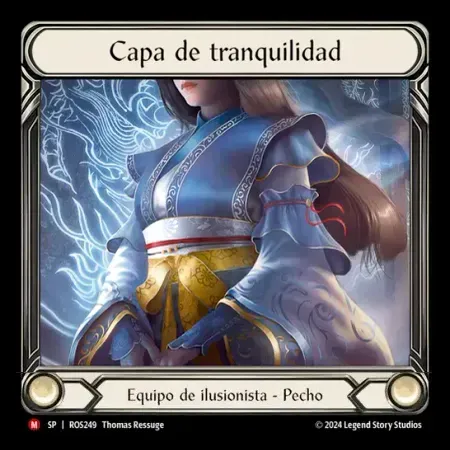 Capa de tranquilidad
Equipo de ilusionista - Pecho
M SP | ROS249 Thomas Ressuge © 2024 Legend Story Studios